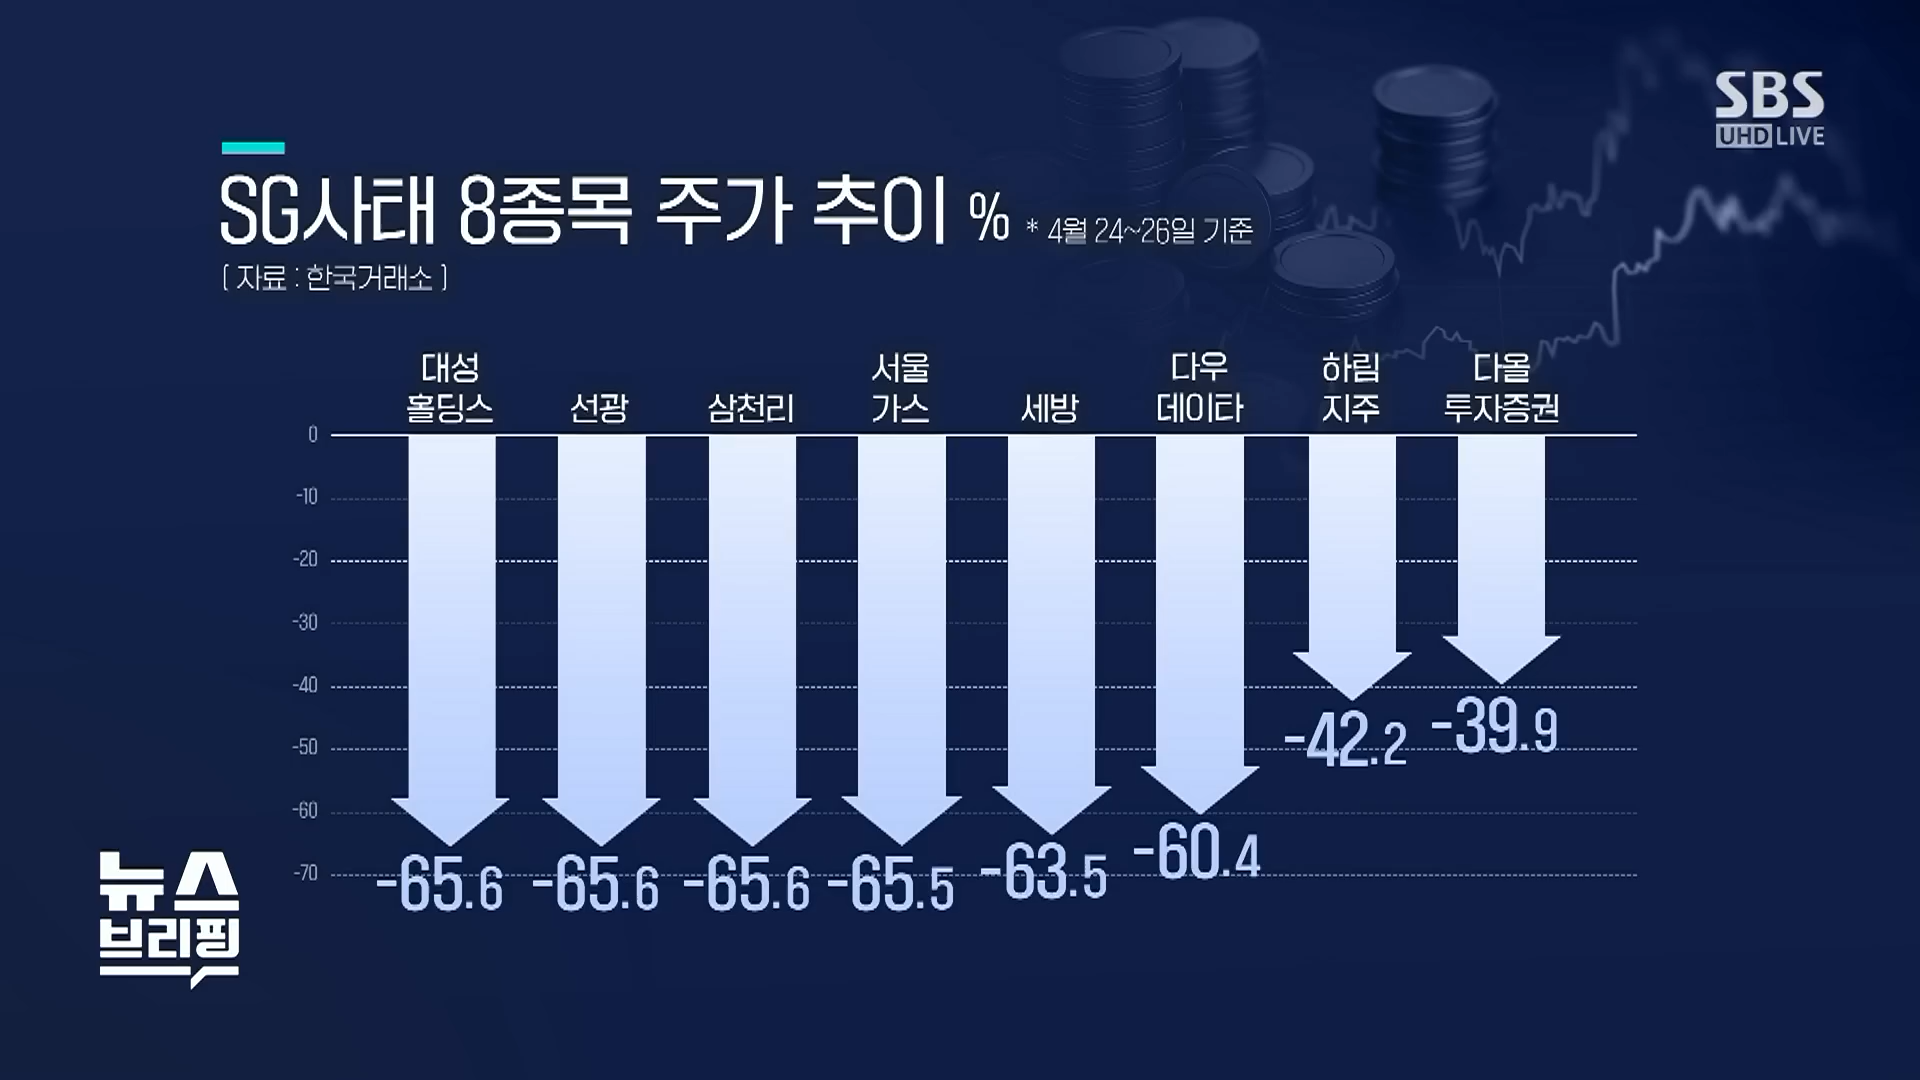 SBS
UHD LIVE
SG사태 8종목 주가 추이 % * 4월 24~26일 기준
[ 자료 : 한국거래소 ]
대성
홀딩스
선광
삼천리
서울
가스
세방
다우
데이타
하림
지주
다올
투자증권
0
-10
-20
-30
-40
-50
-60
-70
-65.6
-65.6
-65.6
-65.5
-63.5
-60.4
-42.2
-39.9
뉴스
브리핑